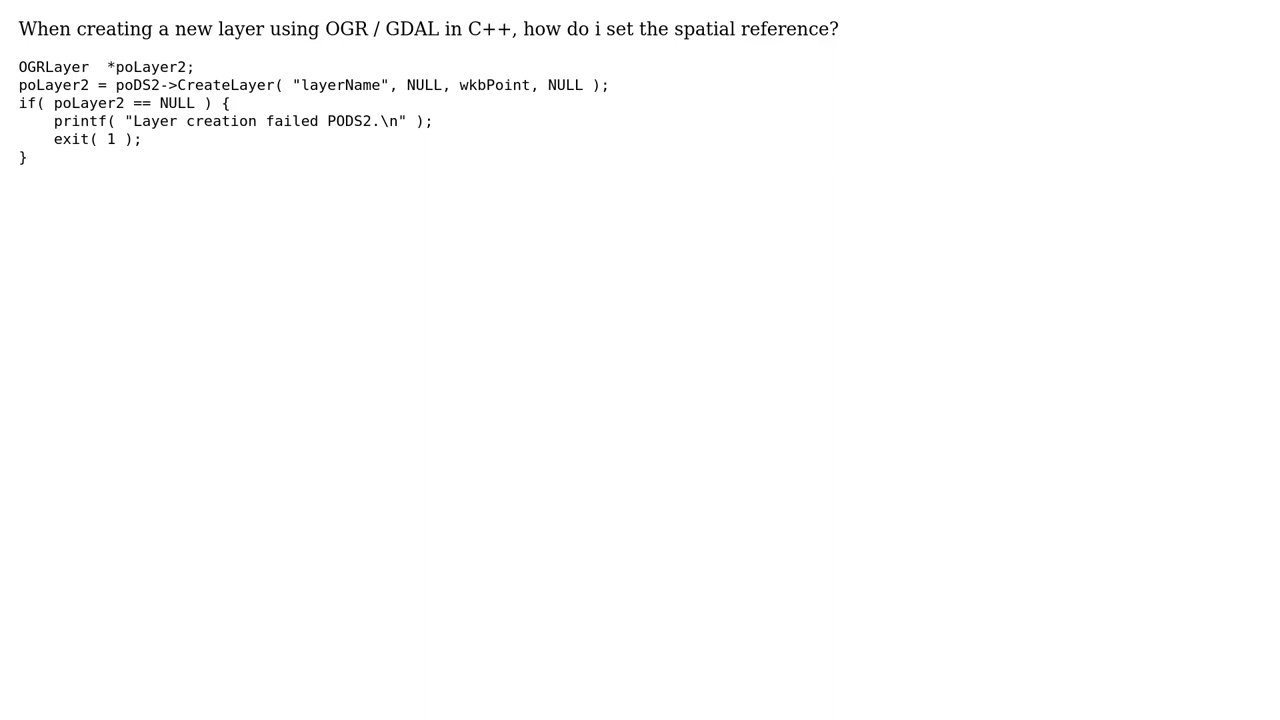 When creating a new layer using OGR / GDAL in C++, how do i set the spatial reference?
OGRLayer  *poLayer2;
poLayer2 = poDS2->CreateLayer( "layerName", NULL, wkbPoint, NULL );
if( poLayer2 == NULL ) {
    printf( "Layer creation failed PODS2.\n" );
    exit( 1 );
}